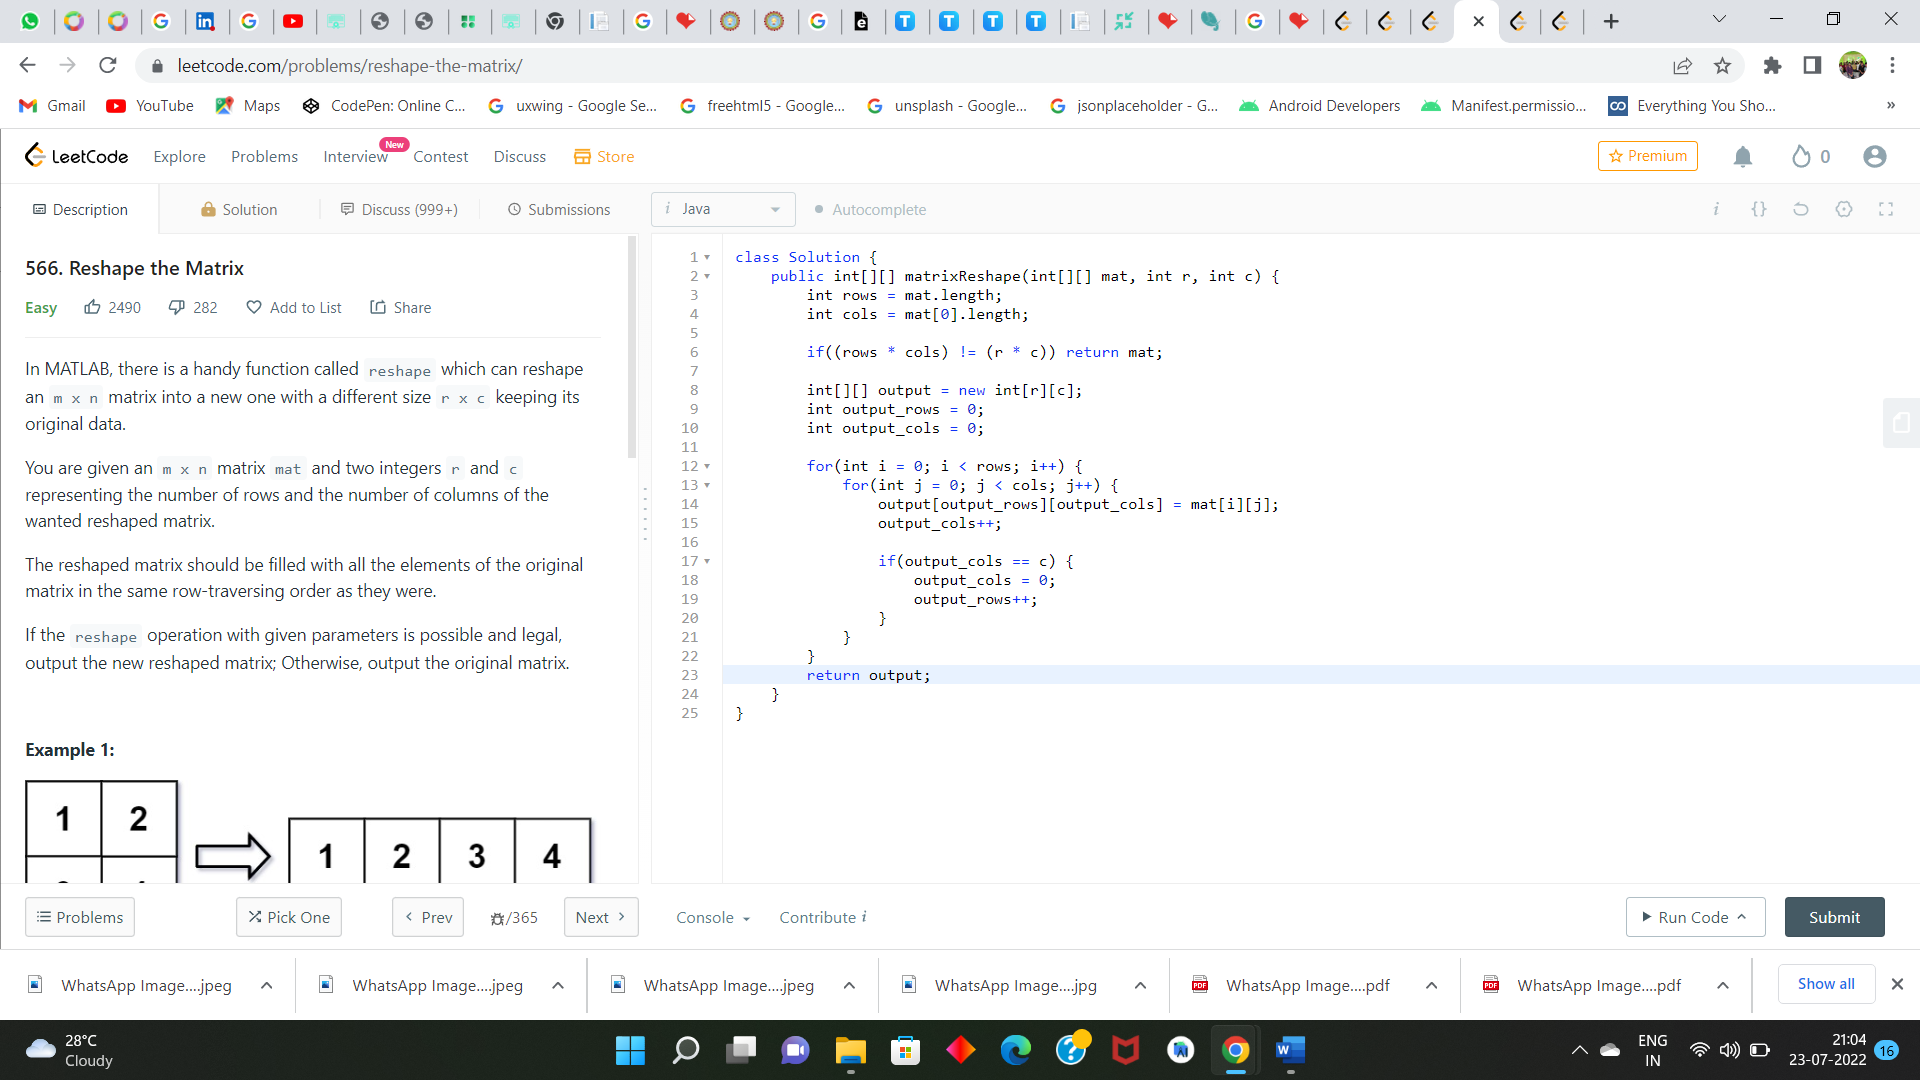 leetcode.com/problems/reshape-the-matrix/
Gmail YouTube Maps CodePen: Online C... uxwing - Google Se... freehtml5 - Google... unsplash - Google... jsonplaceholder - G... Android Developers Manifest.permissio... Everything You Sho... »
LeetCode Explore Problems Interview New Contest Discuss Store Premium 0
Description Solution Discuss (999+) Submissions i Java Autocomplete i {}
566. Reshape the Matrix
Easy 2490 282 Add to List Share
In MATLAB, there is a handy function called reshape which can reshape
an m x n matrix into a new one with a different size r x c keeping its
original data.
You are given an m x n matrix mat and two integers r and c
representing the number of rows and the number of columns of the
wanted reshaped matrix.
The reshaped matrix should be filled with all the elements of the original
matrix in the same row-traversing order as they were.
If the reshape operation with given parameters is possible and legal,
output the new reshaped matrix; Otherwise, output the original matrix.
Example 1:
1 2
1 2 3 4
1 class Solution {
2 public int[][] matrixReshape(int[][] mat, int r, int c) {
3 int rows = mat.length;
4 int cols = mat[0].length;
5
6 if((rows * cols) != (r * c)) return mat;
7
8 int[][] output = new int[r][c];
9 int output_rows = 0;
10 int output_cols = 0;
11
12 for(int i = 0; i < rows; i++) {
13 for(int j = 0; j < cols; j++) {
14 output[output_rows][output_cols] = mat[i][j];
15 output_cols++;
16
17 if(output_cols == c) {
18 output_cols = 0;
19 output_rows++;
20 }
21 }
22 }
23 return output;
24 }
25 }
Problems Pick One Prev /365 Next Console Contribute i Run Code Submit
WhatsApp Image....jpeg WhatsApp Image....jpeg WhatsApp Image....jpeg WhatsApp Image....jpg WhatsApp Image....pdf WhatsApp Image....pdf Show all
28°C
Cloudy
ENG
IN
21:04
23-07-2022
16